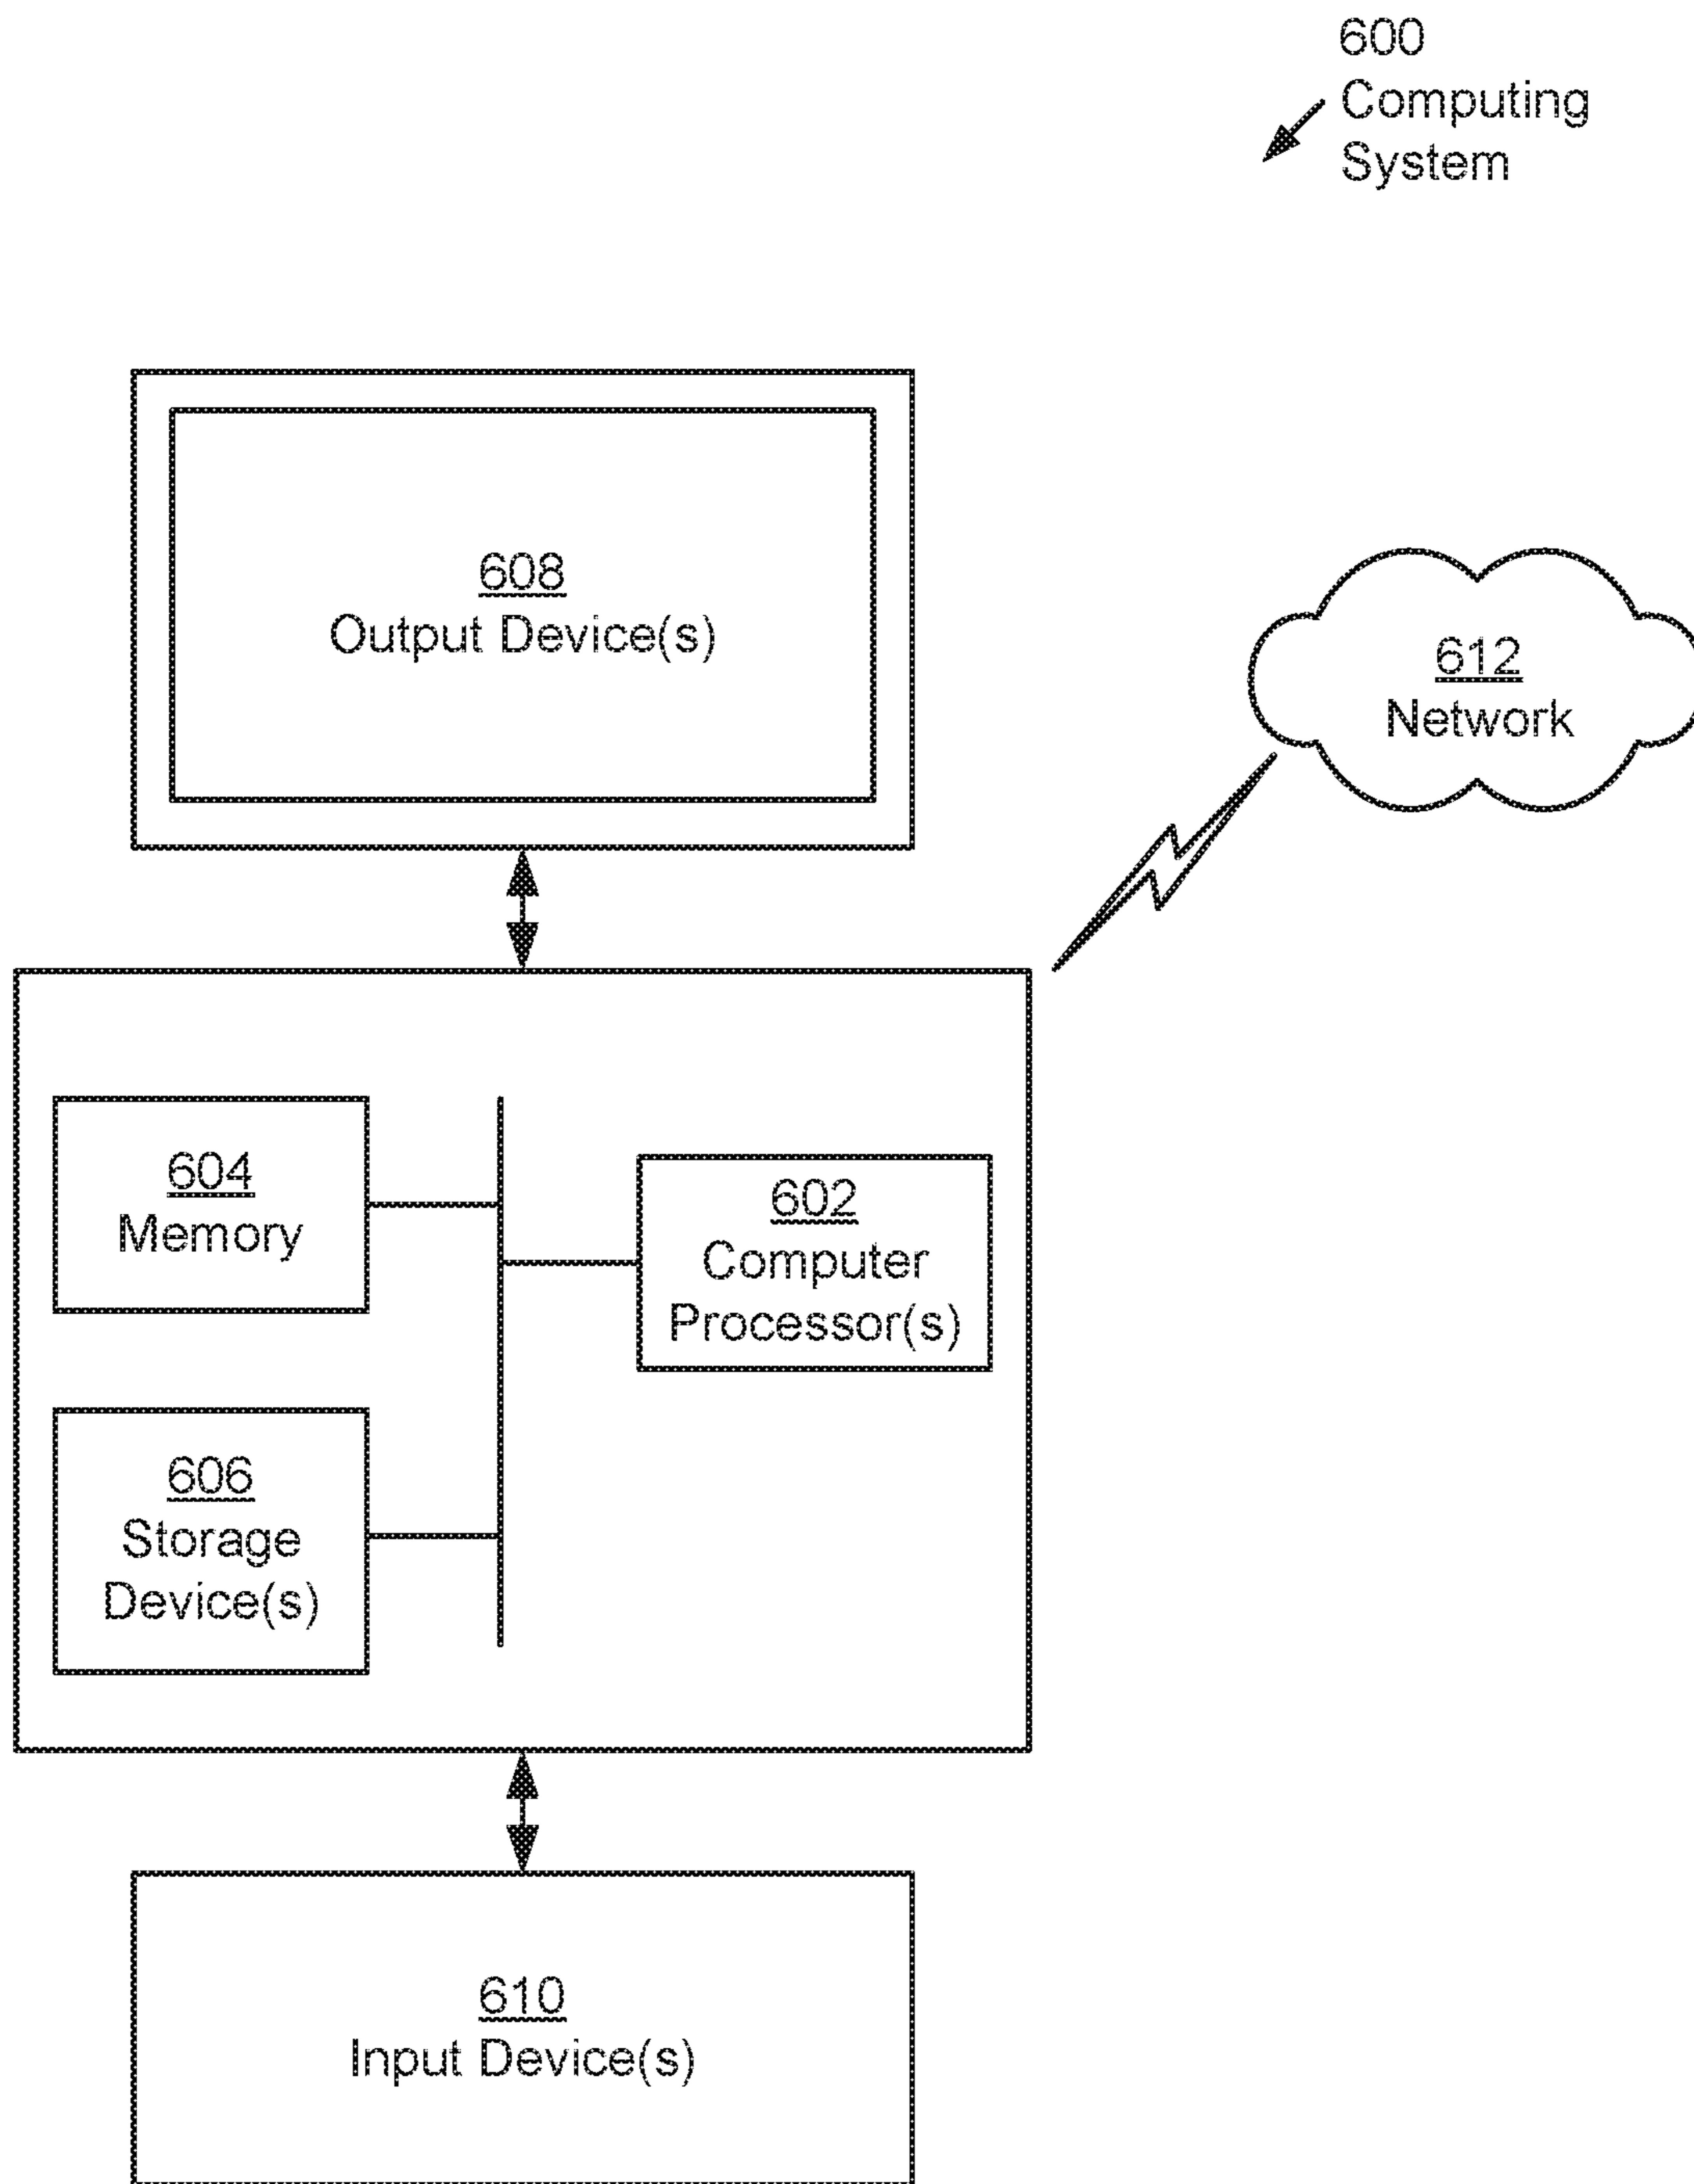 600
Computing
System
608
Output Device(s)
612
Network
604
Memory
602
Computer
Processor(s)
606
Storage
Device(s)
610
Input Device(s)